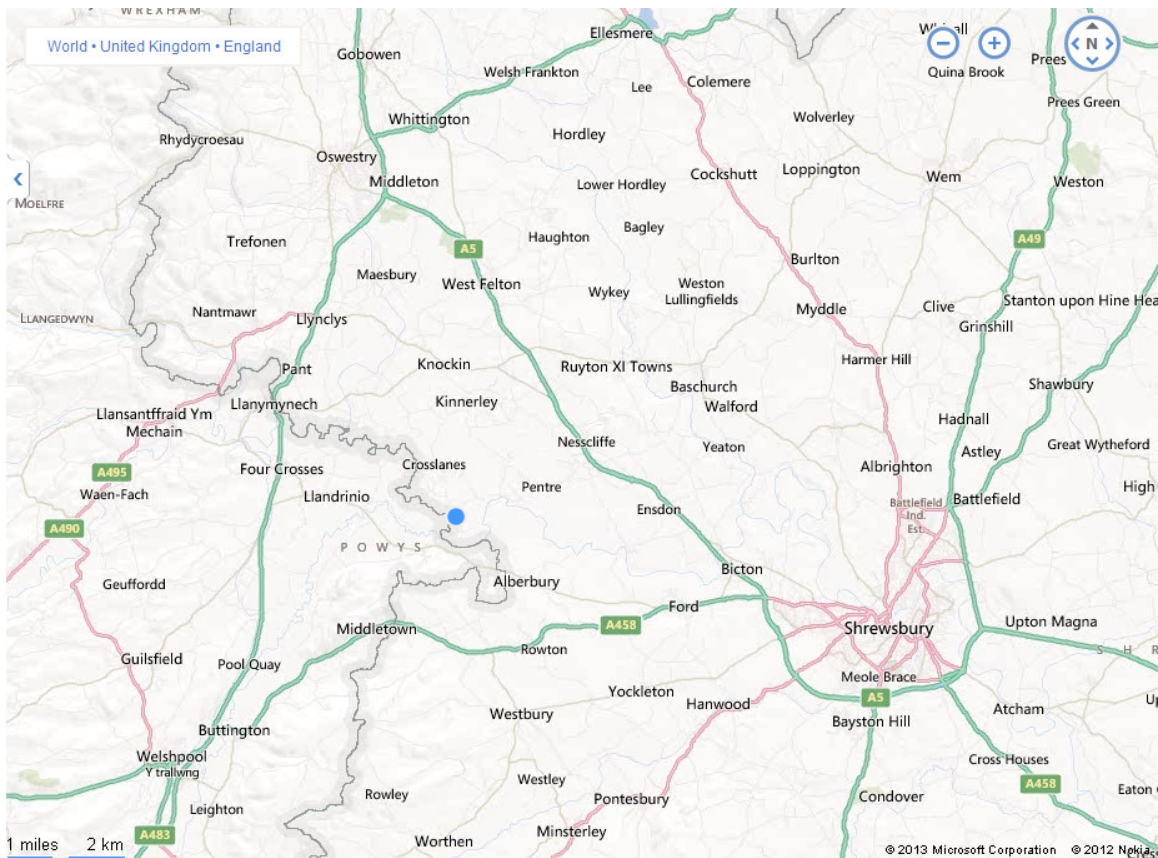 WREXHAM
Ellesmere
Whixall
World • United Kingdom • England
Gobowen
N
Welsh Frankton
Quina Brook
Prees
Lee
Colemere
Prees Green
Whittington
Wolverley
Rhydycroesau
Hordley
Oswestry
Loppington
Middleton
Lower Hordley
Cockshutt
Wem
Weston
MOELFRE
Trefonen
Haughton
Bagley
A49
A5
Burlton
Maesbury
West Felton
Wykey
Weston
Lullingfields
Nantmawr
Myddle
Clive
Stanton upon Hine Hea
LLANGEDWYN
Llynclys
Grinshill
Pant
Knockin
Ruyton XI Towns
Harmer Hill
Baschurch
Shawbury
Llanymynech
Kinnerley
Walford
Llansantffraid Ym
Mechain
Hadnall
Nesscliffe
Yeaton
Astley
Great Wytheford
Four Crosses
Crosslanes
Albrighton
A495
Waen-Fach
Llandrinio
Pentre
Battlefield
High
Battlefield
Ind.
Est.
Ensdon
A490
POWYS
Geuffordd
Alberbury
Bicton
Ford
Middletown
A458
Shrewsbury
Upton Magna
S H R
Guilsfield
Pool Quay
Rowton
Meole Brace
Yockleton
A5
Hanwood
Westbury
Atcham
Up
Buttington
Bayston Hill
Welshpool
Y trallwng
Cross Houses
Westley
A458
Eaton
Leighton
Rowley
Pontesbury
Condover
A483
Worthen
Minsterley
1 miles 2 km
© 2013 Microsoft Corporation © 2012 Nokia